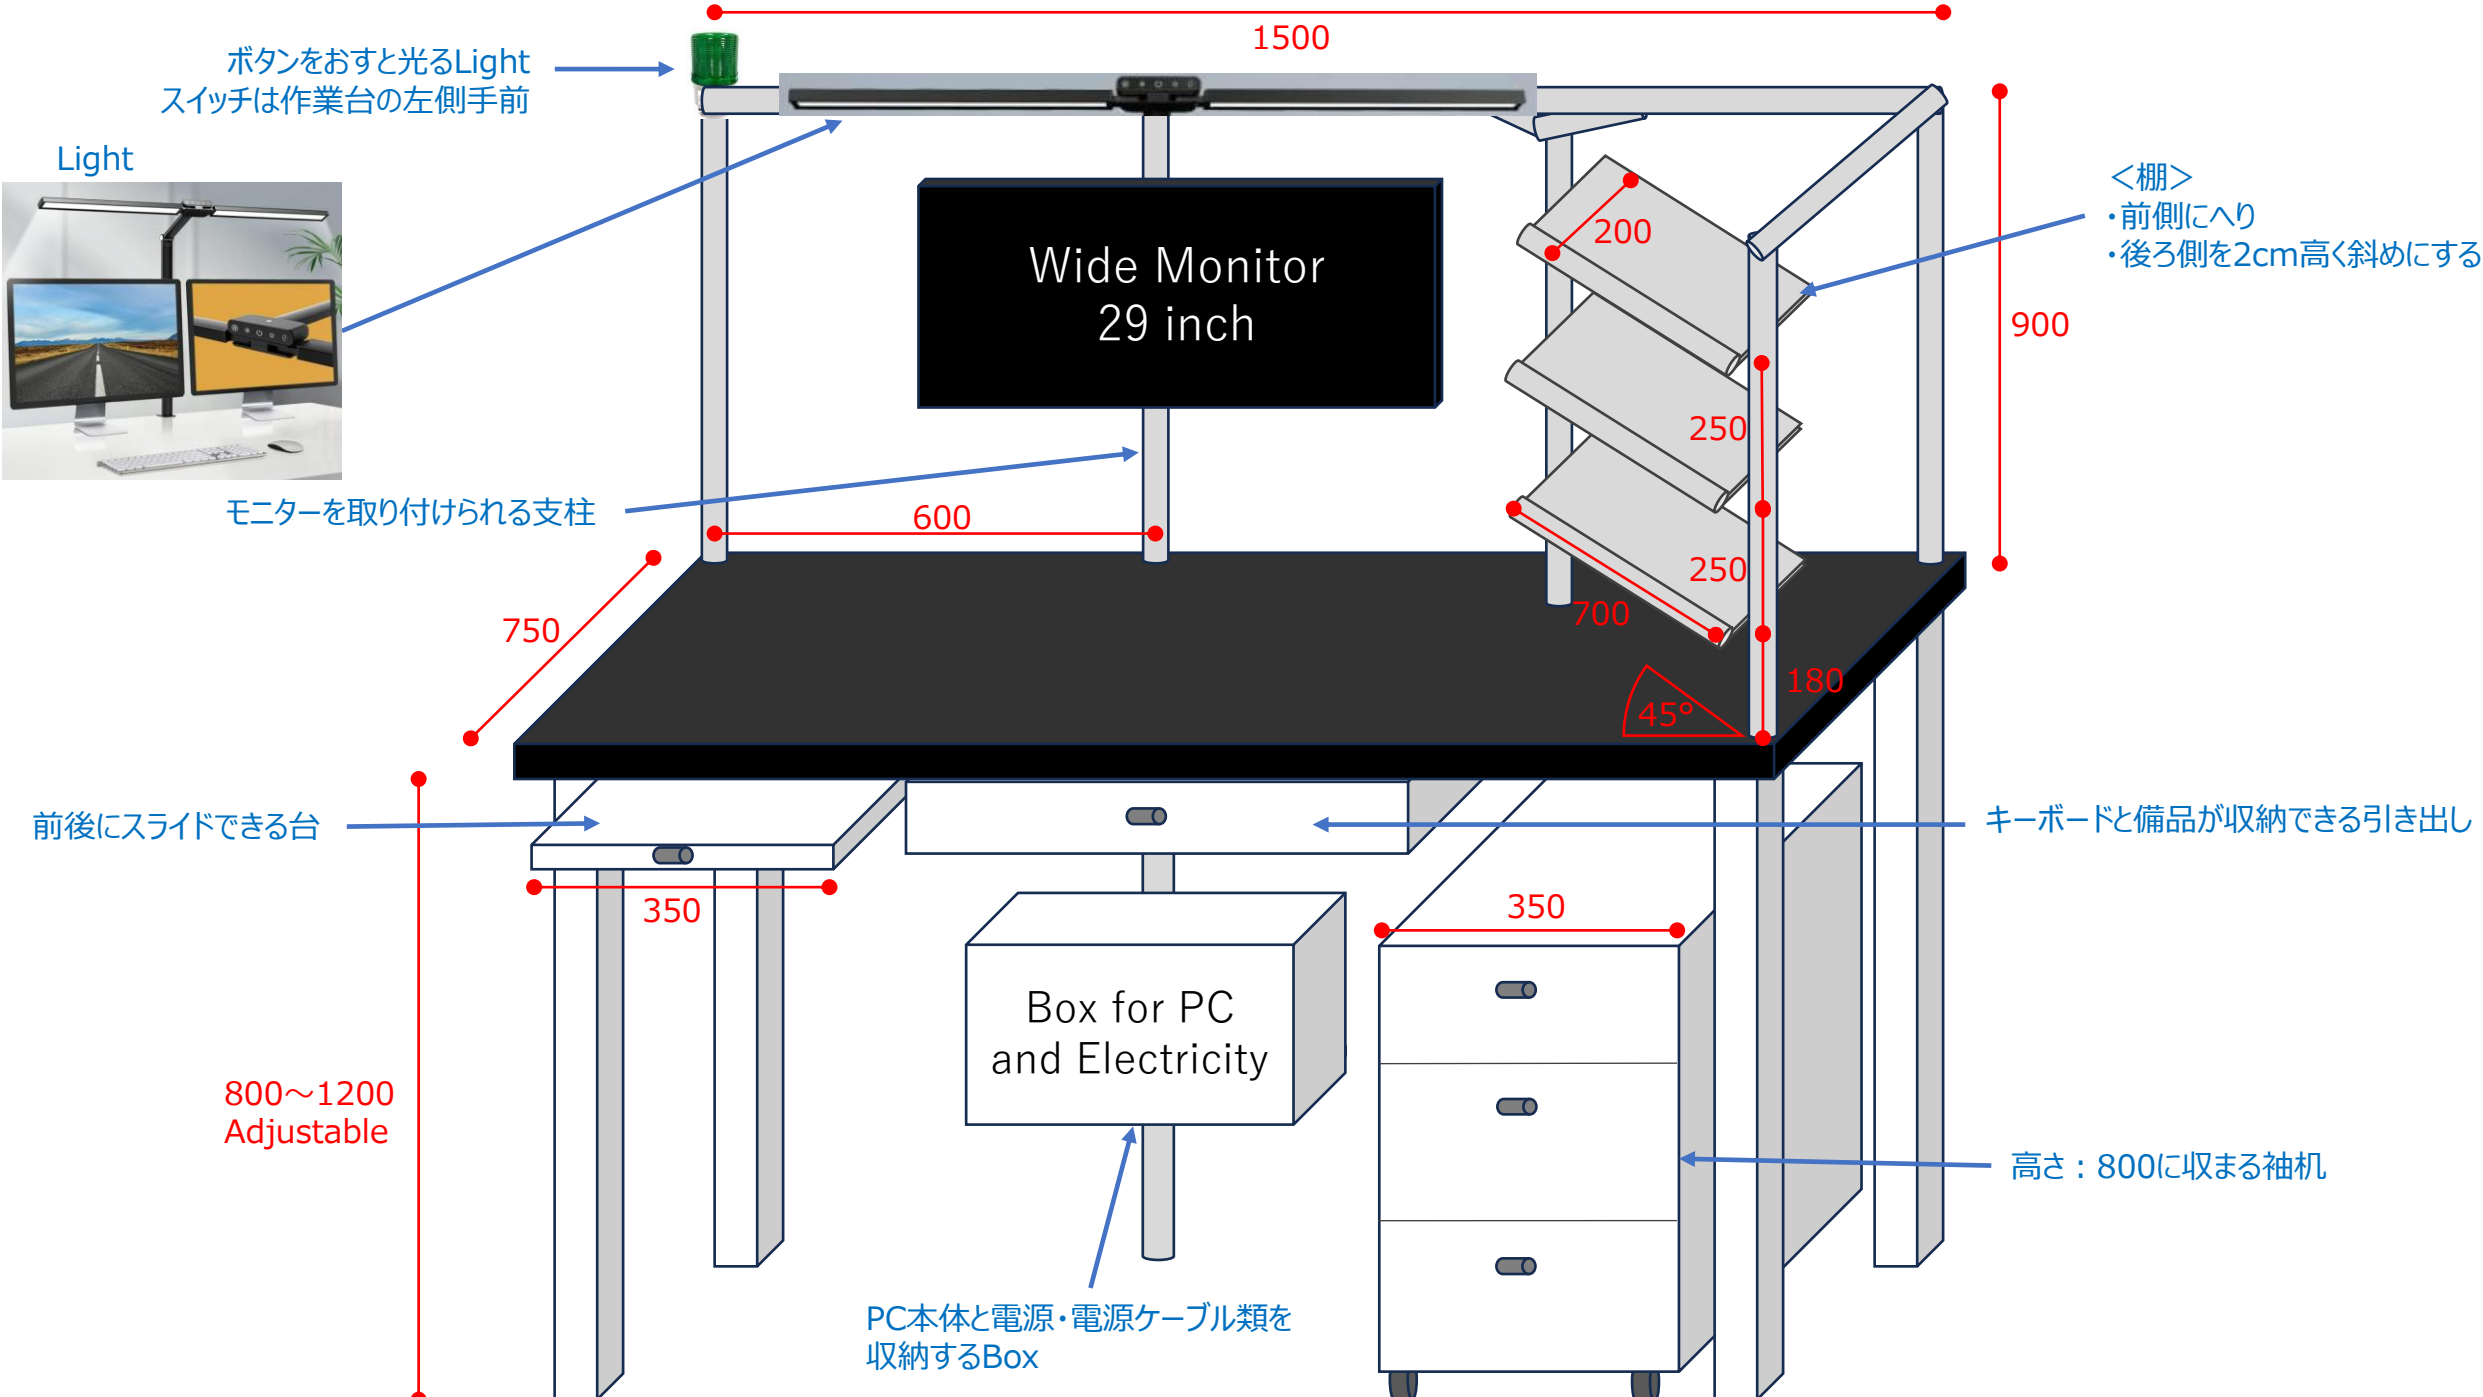 1500
ボタンをおすと光るLight
スイッチは作業台の左側手前
Light
<棚>
・前側にへり
・後ろ側を2cm高く斜めにする
200
Wide Monitor
29 inch
900
250
モニターを取り付けられる支柱
600
250
700
750
180
45°
前後にスライドできる台
キーボードと備品が収納できる引き出し
350
350
Box for PC
and Electricity
800～1200
Adjustable
高さ：800に収まる袖机
PC本体と電源・電源ケーブル類を
収納するBox